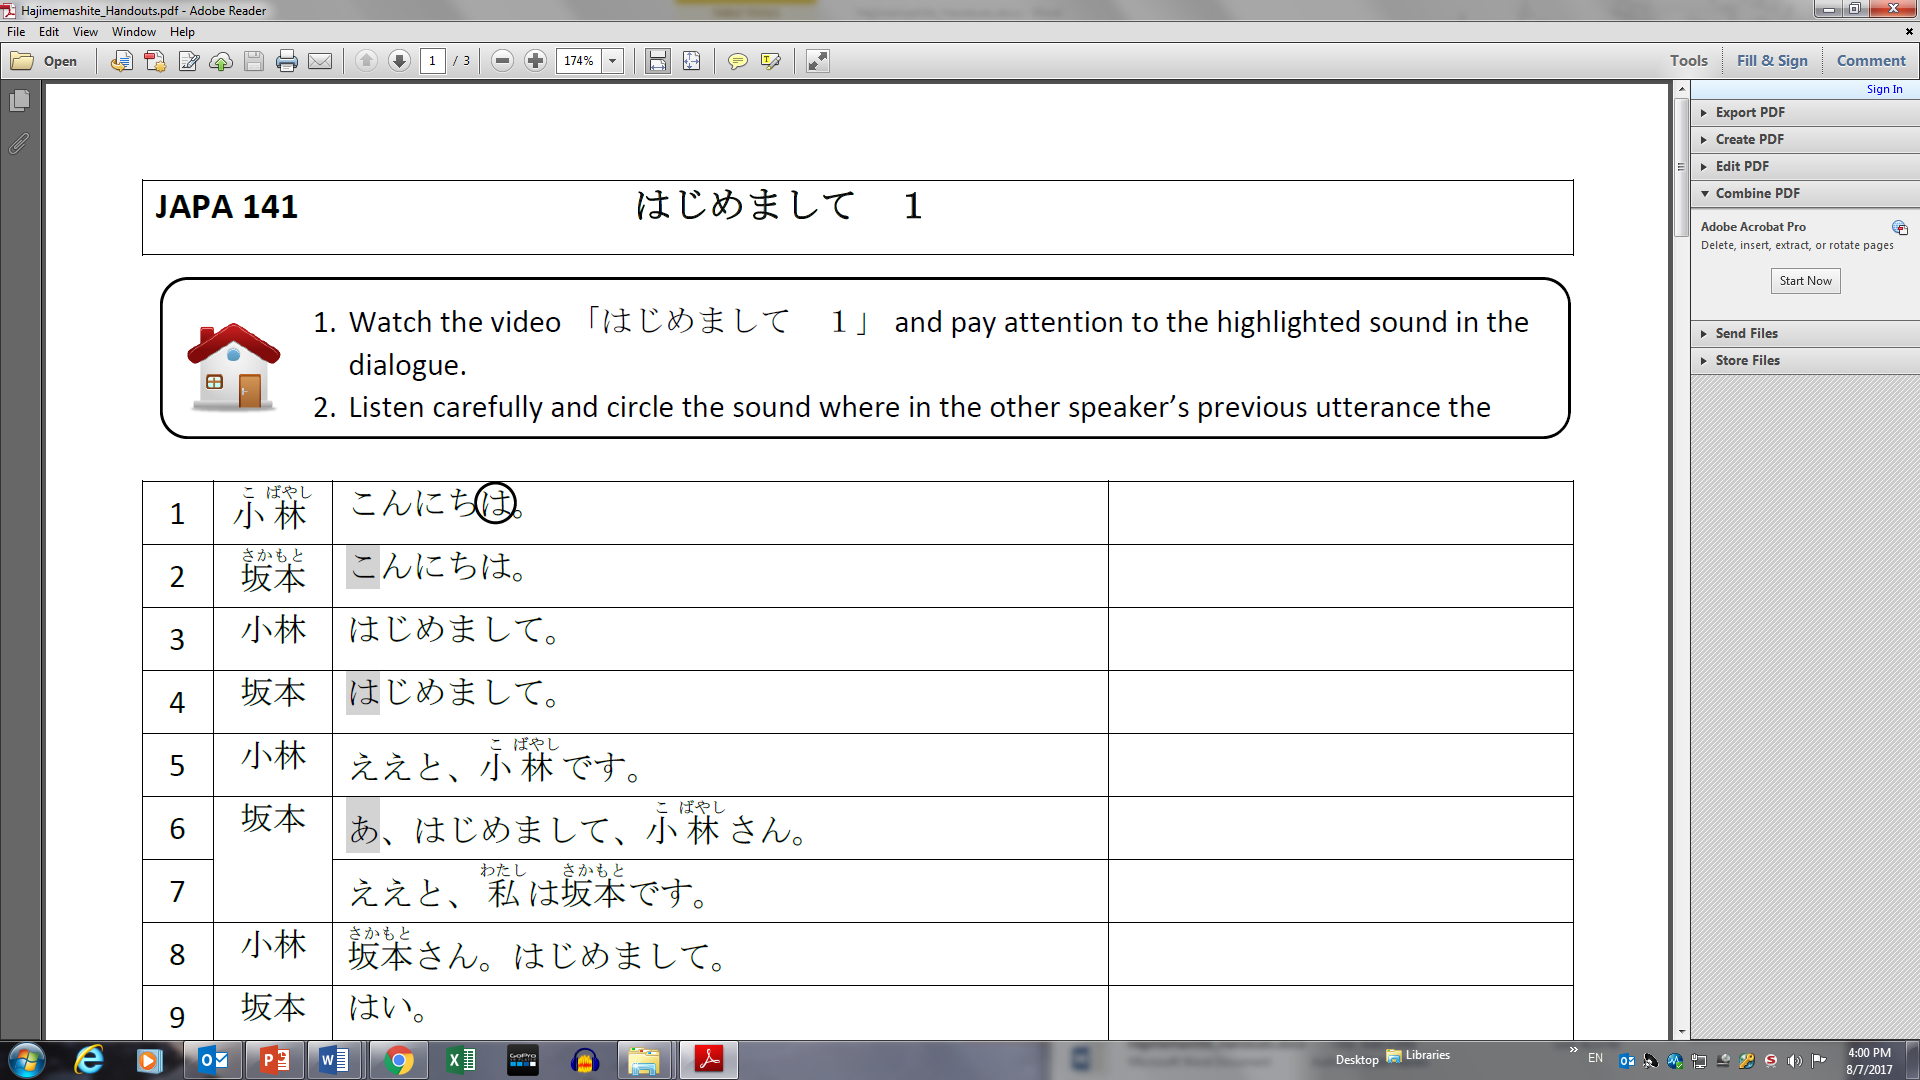 Hajimemashite_Handouts.pdf - Adobe Reader
File Edit View Window Help
Open 1 / 3 174% Tools Fill & Sign Comment
Sign In
Export PDF
Create PDF
Edit PDF
Combine PDF
Adobe Acrobat Pro
Delete, insert, extract, or rotate pages
Start Now
Send Files
Store Files
JAPA 141 はじめまして 1
1. Watch the video 「はじめまして 1」 and pay attention to the highlighted sound in the
dialogue.
2. Listen carefully and circle the sound where in the other speaker’s previous utterance the
こ ばやし
1 小林 こんにちは。
さかもと
2 坂本 こんにちは。
3 小林 はじめまして。
4 坂本 はじめまして。
こ ばやし
5 小林 ええと、小林です。
こ ばやし
6 坂本 あ、はじめまして、小林さん。
わたし さかもと
7 ええと、私は坂本です。
さかもと
8 小林 坂本さん。はじめまして。
9 坂本 はい。
Desktop Libraries » EN 4:00 PM
8/7/2017